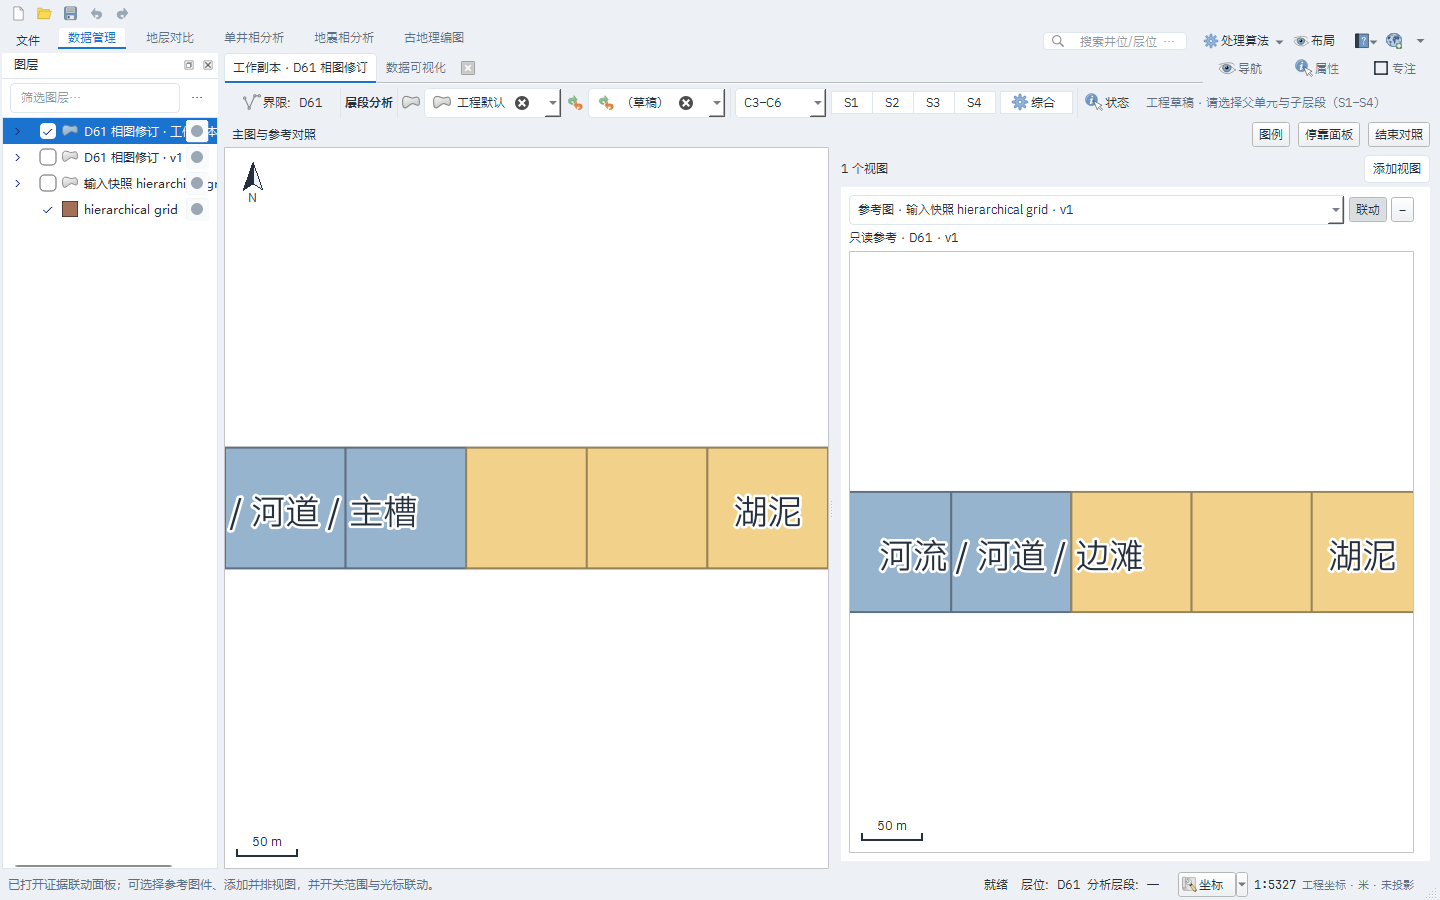 文件
数据管理
地层对比
单井相分析
地震相分析
古地理编图
搜索井位/层位 …
处理算法
布局
图层
工作副本 · D61 相图修订
数据可视化
导航
属性
专注
筛选图层…
…
界限: D61
层段分析
工程默认
（草稿）
C3–C6
S1
S2
S3
S4
综合
状态
工程草稿 · 请选择父单元与子层段（S1–S4）
D61 相图修订 · 工作
本
D61 相图修订 · v1
输入快照 hierarchi
gr
hierarchical grid
主图与参考对照
图例
停靠面板
结束对照
1 个视图
添加视图
参考图 · 输入快照 hierarchical grid · v1
联动
–
只读参考 · D61 · v1
N
/ 河道 / 主槽
湖泥
50 m
河流 / 河道 / 边滩
湖泥
50 m
已打开证据联动面板；可选择参考图件、添加并排视图，并开关范围与光标联动。
就绪
层位: D61
分析层段: —
坐标
1:5327
工程坐标 · 米 · 未投影